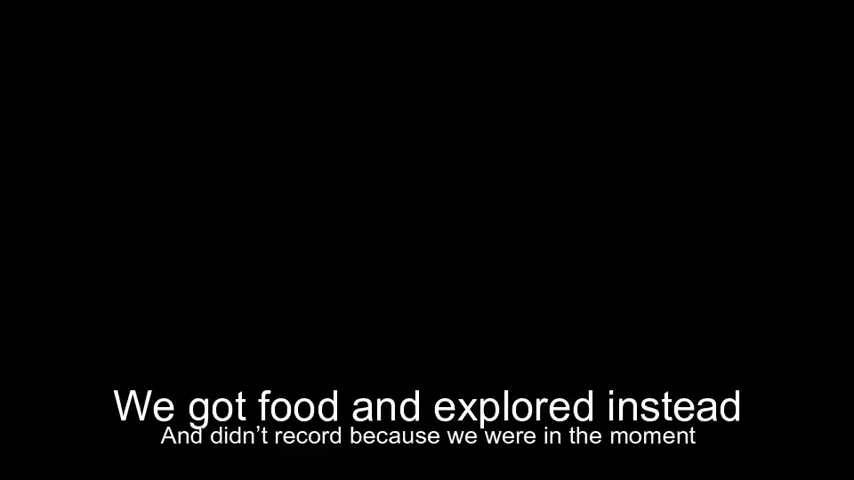 We got food and explored instead
And didn’t record because we were in the moment